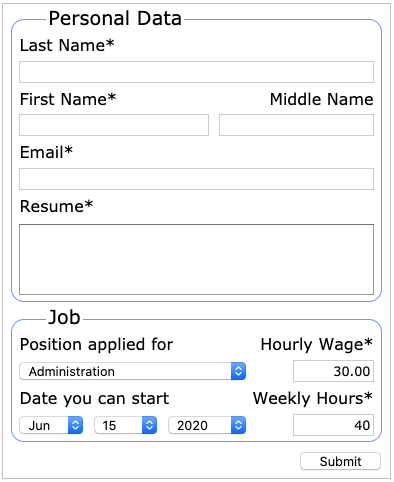 Personal Data
Last Name*
First Name* Middle Name
Email*
Resume*
Job
Position applied for Hourly Wage*
Administration 30.00
Date you can start Weekly Hours*
Jun 15 2020 40
Submit